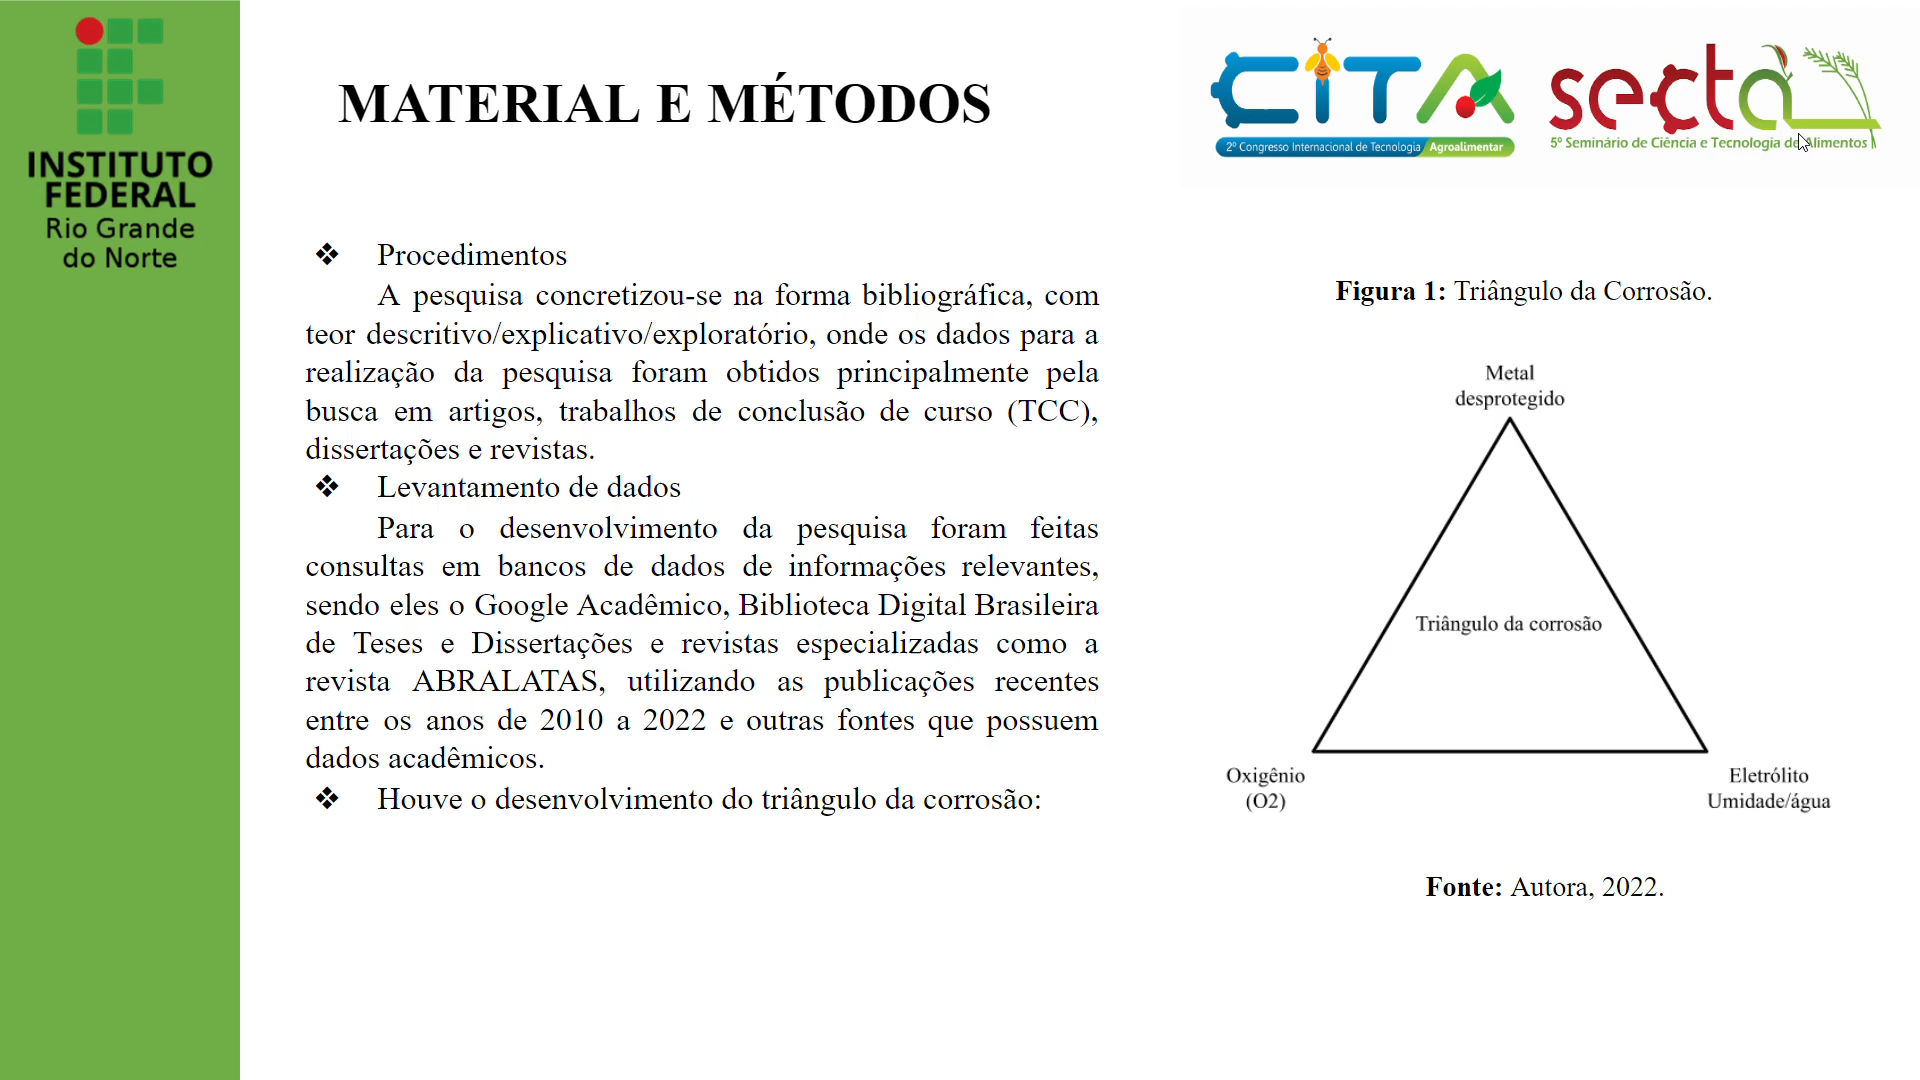 INSTITUTO
FEDERAL
Rio Grande
do Norte
MATERIAL E MÉTODOS
CiTA
2º Congresso Internacional de Tecnologia Agroalimentar
secta
5º Seminário de Ciência e Tecnologia de Alimentos
❖ Procedimentos
A pesquisa concretizou-se na forma bibliográfica, com
teor descritivo/explicativo/exploratório, onde os dados para a
realização da pesquisa foram obtidos principalmente pela
busca em artigos, trabalhos de conclusão de curso (TCC),
dissertações e revistas.
❖ Levantamento de dados
Para o desenvolvimento da pesquisa foram feitas
consultas em bancos de dados de informações relevantes,
sendo eles o Google Acadêmico, Biblioteca Digital Brasileira
de Teses e Dissertações e revistas especializadas como a
revista ABRALATAS, utilizando as publicações recentes
entre os anos de 2010 a 2022 e outras fontes que possuem
dados acadêmicos.
❖ Houve o desenvolvimento do triângulo da corrosão:
Figura 1: Triângulo da Corrosão.
Metal
desprotegido
Triângulo da corrosão
Oxigênio
(O2)
Eletrólito
Umidade/água
Fonte: Autora, 2022.